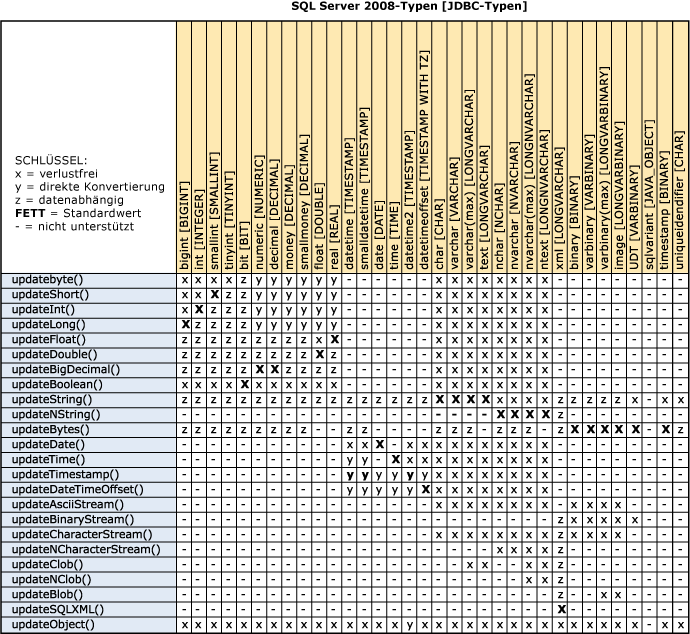 SQL Server 2008-Typen [JDBC-Typen]
SCHLÜSSEL:
x = verlustfrei
y = direkte Konvertierung
z = datenabhängig
FETT = Standardwert
- = nicht unterstützt
bigint [BIGINT]
int [INTEGER]
smallint [SMALLINT]
tinyint [TINYINT]
bit [BIT]
numeric [NUMERIC]
decimal [DECIMAL]
money [DECIMAL]
smallmoney [DECIMAL]
float [DOUBLE]
real [REAL]
datetime [TIMESTAMP]
smalldatetime [TIMESTAMP]
date [DATE]
time [TIME]
datetime2 [TIMESTAMP]
datetimeoffset [TIMESTAMP WITH TZ]
char [CHAR]
varchar [VARCHAR]
varchar(max) [LONGVARCHAR]
text [LONGVARCHAR]
nchar [NCHAR]
nvarchar [NVARCHAR]
nvarchar(max) [LONGNVARCHAR]
ntext [LONGNVARCHAR]
xml [LONGVARCHAR]
binary [BINARY]
varbinary [VARBINARY]
varbinary(max) [LONGVARBINARY]
image [LONGVARBINARY]
UDT [VARBINARY]
sqlvariant [JAVA_OBJECT]
timestamp [BINARY]
uniqueidendifier [CHAR]
updatebyte() x x x x z y y y y y y - - - - - - x x x x x x x x - - - - - - - - -
updateShort() x x x z z y y y y y y - - - - - - x x x x x x x x - - - - - - - - -
updateInt() x x z z z y y y y y y - - - - - - x x x x x x x x - - - - - - - - -
updateLong() x z z z z y y y y y y - - - - - - x x x x x x x x - - - - - - - - -
updateFloat() z z z z z z z z z x x - - - - - - x x x x x x x x - - - - - - - - -
updateDouble() z z z z z z z z z x z - - - - - - x x x x x x x x - - - - - - - - -
updateBigDecimal() z z z z z x x z z z z - - - - - - x x x x x x x x - - - - - - - - -
updateBoolean() x x x x x x x x x x x - - - - - - x x x x x x x x - - - - - - - - -
updateString() z z z z z z z z z z z z z z z z z x x x x x x x x z z z z z x - x x
updateNString() - - - - - - - - - - - - - - - - - - - - - x x x x z - - - - - - - -
updateBytes() z z z z z z z z z - - z z - - - - z z z z z z z z z x x x x x - x z
updateDate() - - - - - - - - - - - x x x - x x x x x x x x x x - - - - - - - - -
updateTime() - - - - - - - - - - - y y - x x x x x x x x x x x - - - - - - - - -
updateTimestamp() - - - - - - - - - - - y y y y y y x x x x x x x x - - - - - - - - -
updateDateTimeOffset() - - - - - - - - - - - y y y y y x x x x x x x x x - - - - - - - - -
updateAsciiStream() - - - - - - - - - - - - - - - - - x x x x x x x x - x x x x - - - -
updateBinaryStream() - - - - - - - - - - - - - - - - - - - - - - - - - z x x x x x - - -
updateCharacterStream() - - - - - - - - - - - - - - - - - x x x x x x x x z x x x x - - - -
updateNCharacterStream() - - - - - - - - - - - - - - - - - - - - - x x x x z - - - - - - - -
updateClob() - - - - - - - - - - - - - - - - - - - x x - - x x z - - - - - - - -
updateNClob() - - - - - - - - - - - - - - - - - - - - - - - x x z - - - - - - - -
updateBlob() - - - - - - - - - - - - - - - - - - - - - - - - - z - - x x - - - -
updateSQLXML() - - - - - - - - - - - - - - - - - - - - - - - - - x - - - - - - - -
updateObject() x x x x x x x x x x x x x x x y x x x x x x x x x x x x x x x - x x